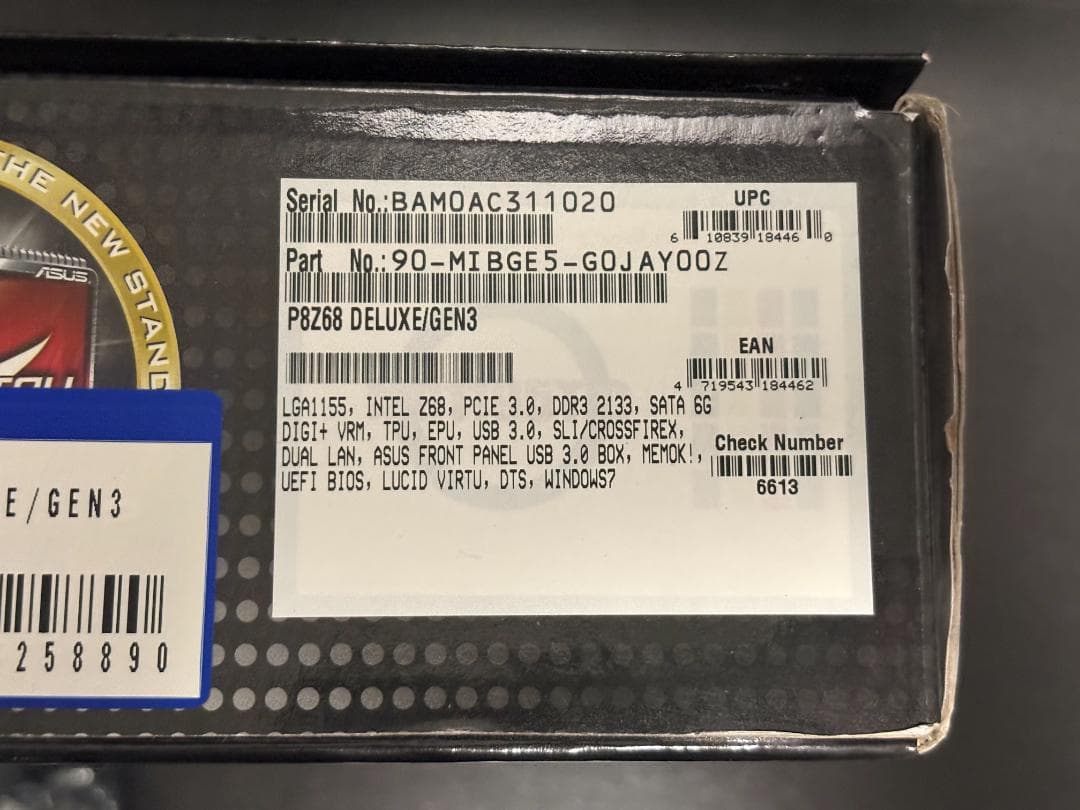 THE NEW STAND
ASUS
Serial No.:BAM0AC311020
UPC
6 10839 18446 0
Part No.:90-MIBGE5-G0JAY00Z
P8Z68 DELUXE/GEN3
EAN
4 719543 184462
LGA1155, INTEL Z68, PCIE 3.0, DDR3 2133, SATA 6G
DIGI+ VRM, TPU, EPU, USB 3.0, SLI/CROSSFIREX,
DUAL LAN, ASUS FRONT PANEL USB 3.0 BOX, MEMOK!,
UEFI BIOS, LUCID VIRTU, DTS, WINDOWS7
Check Number
6613
E/GEN3
258890